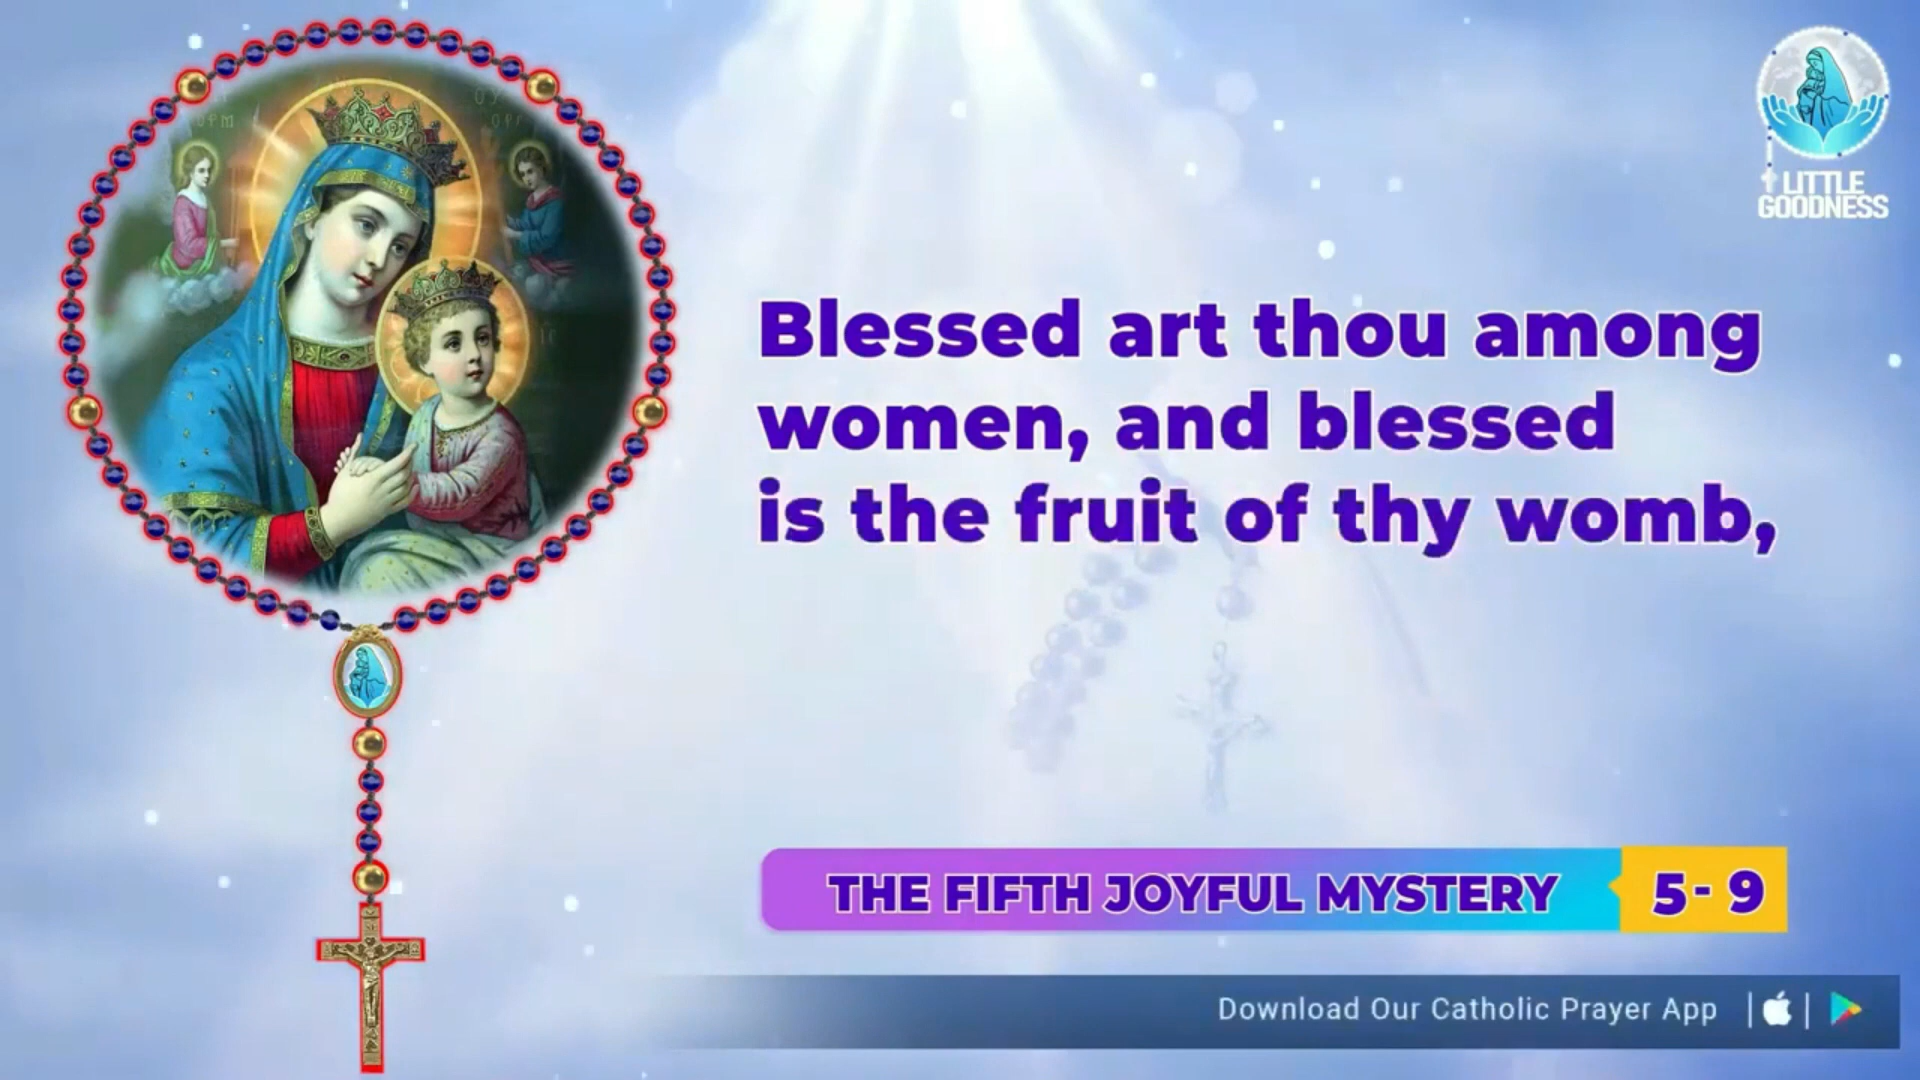 LITTLE
GOODNESS
Blessed art thou among
women, and blessed
is the fruit of thy womb,
THE FIFTH JOYFUL MYSTERY 5- 9
Download Our Catholic Prayer App